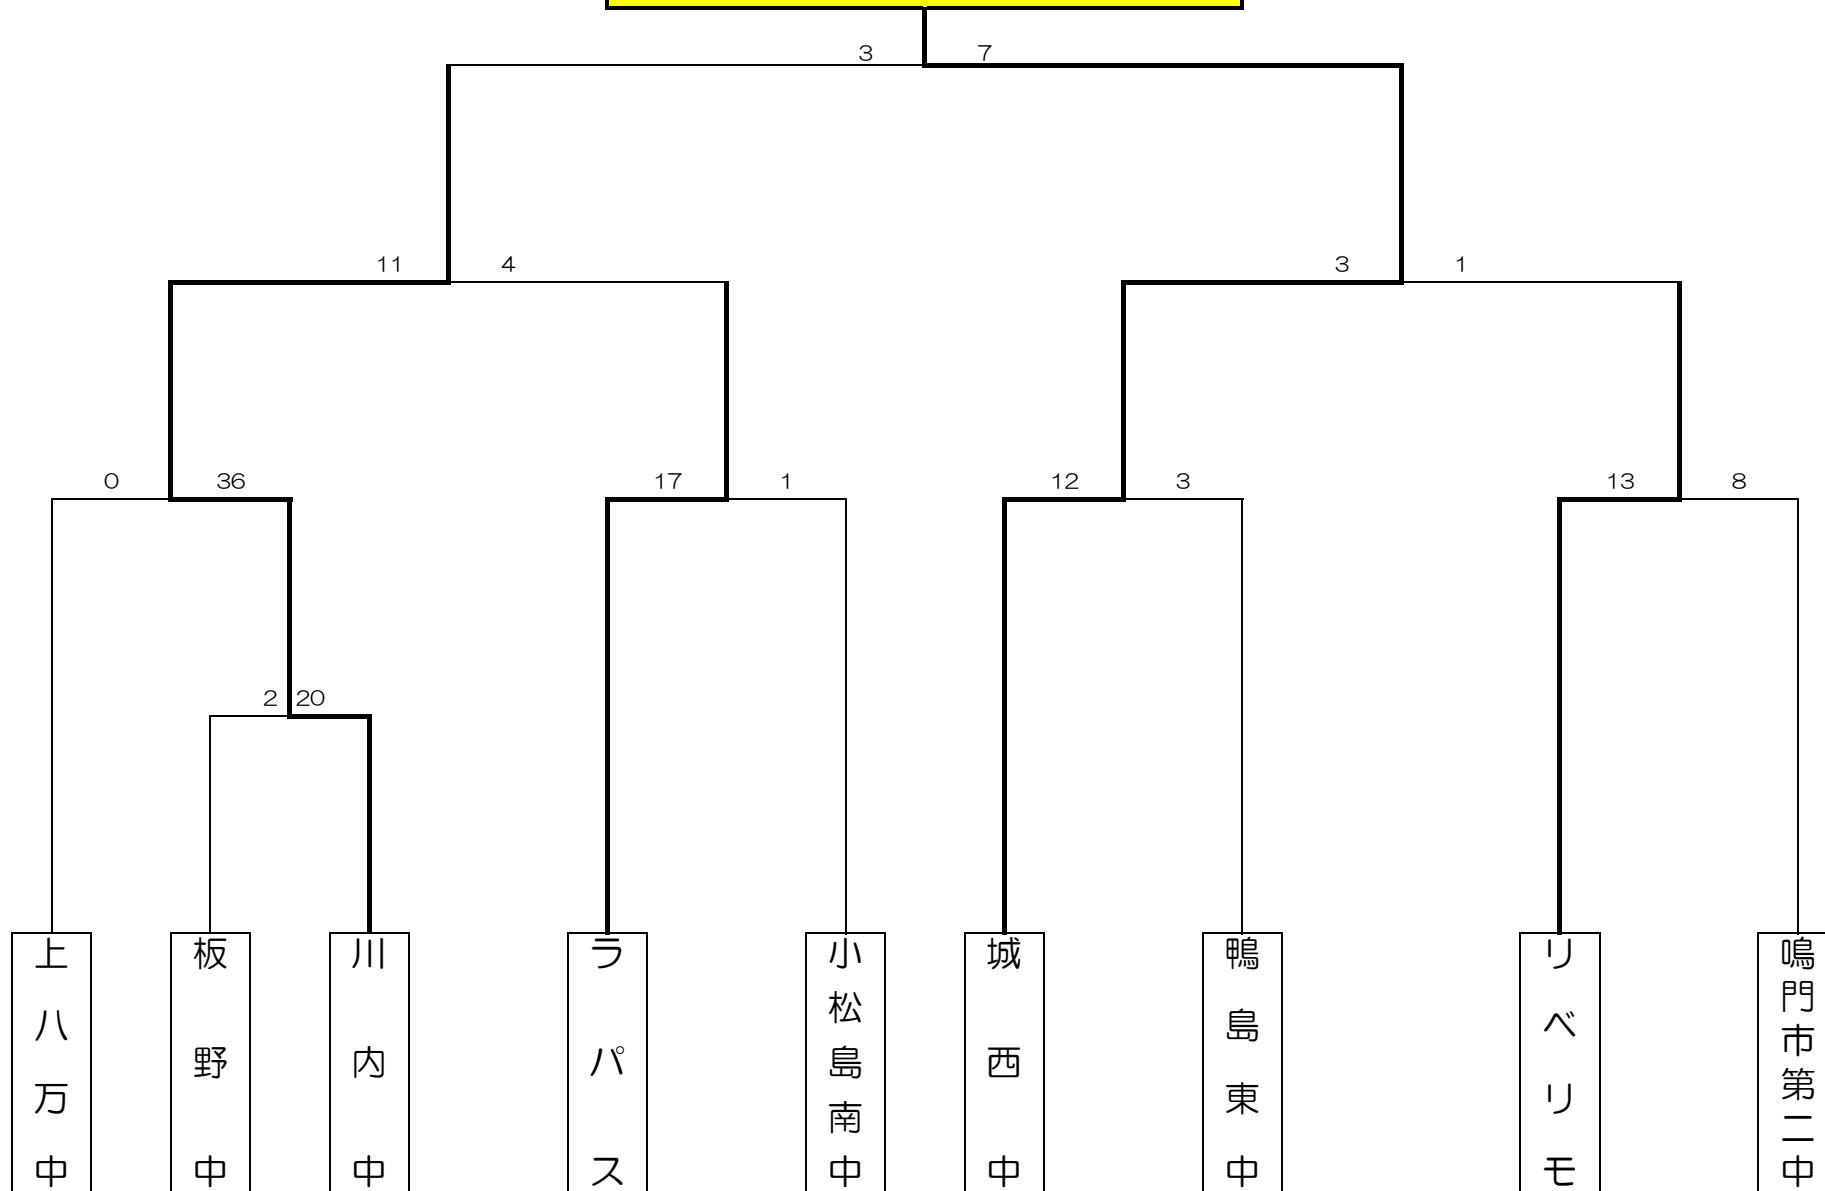 3 7
11 4 3 1
0 36 17 1 12 3 13 8
2 20
上八万中
板野中
川内中
ラパス
小松島南中
城西中
鴨島東中
リベリモ
鳴門市第二中